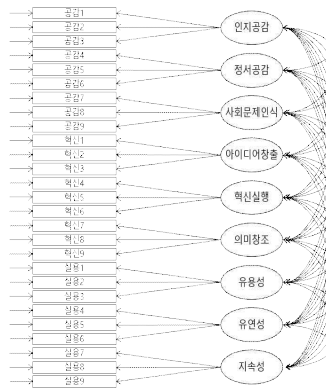 공감1
공감2
공감3
공감4
공감5
공감6
공감7
공감8
공감9
혁신1
혁신2
혁신3
혁신4
혁신5
혁신6
혁신7
혁신8
혁신9
실용1
실용2
실용3
실용4
실용5
실용6
실용7
실용8
실용9
인지공감
정서공감
사회문제인식
아이디어창출
혁신실행
의미창조
유용성
유연성
지속성